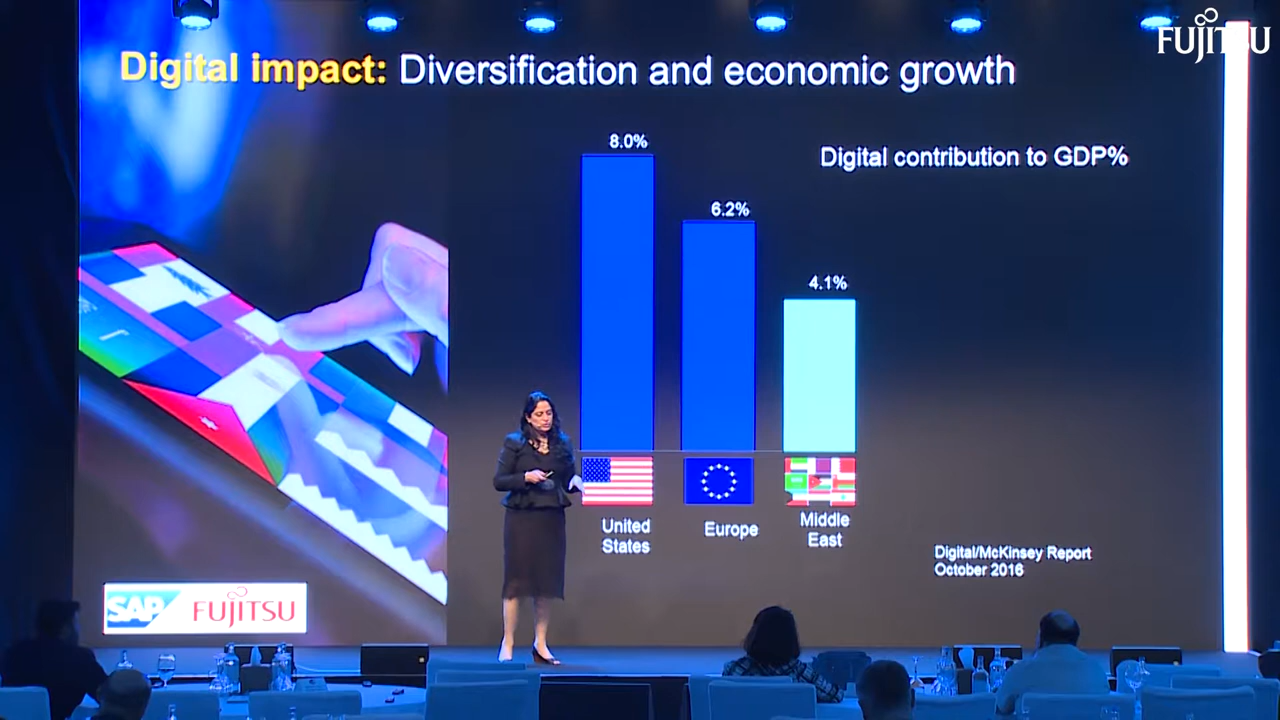 FUJITSU
Digital impact: Diversification and economic growth
8.0%
Digital contribution to GDP%
6.2%
4.1%
United
States
Europe
Middle
East
Digital/McKinsey Report
October 2016
SAP
FUJITSU